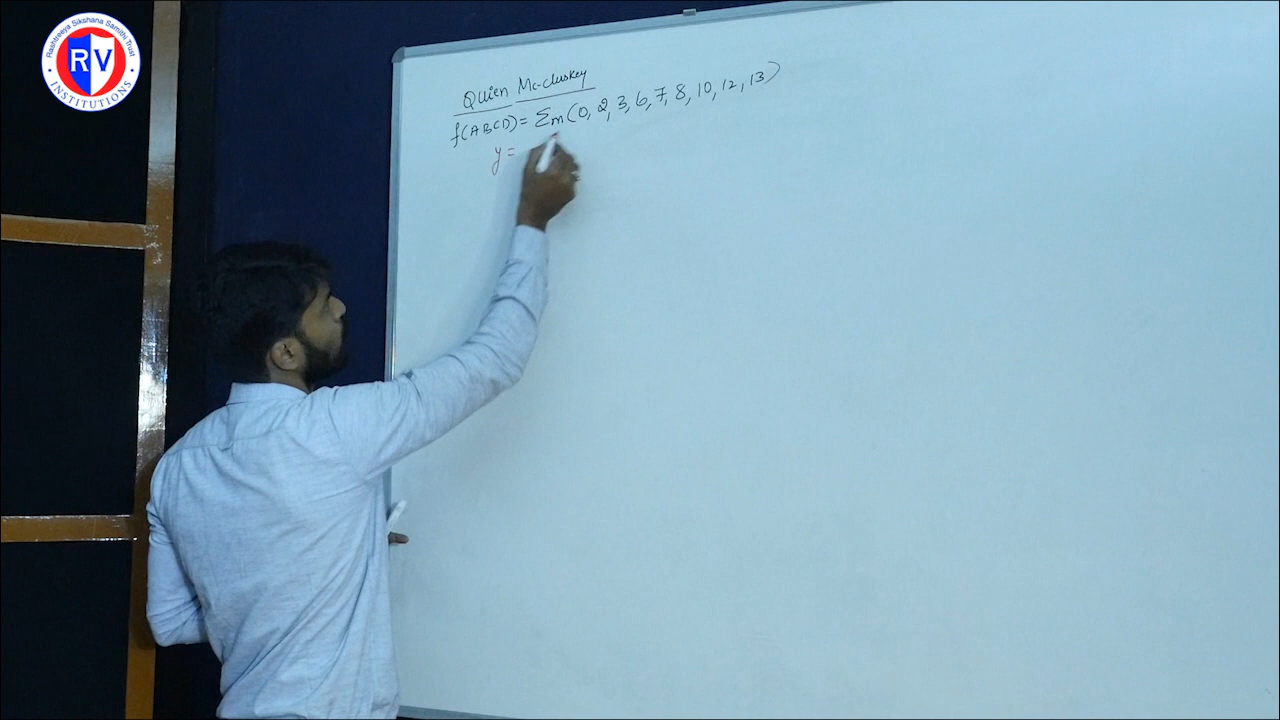 Rashtreeya Sikshana Samithi Trust
RV
INSTITUTIONS
Quien Mc-cluskey
f(ABCD) = Σm(0, 2, 3, 6, 7, 8, 10, 12, 13)
y =